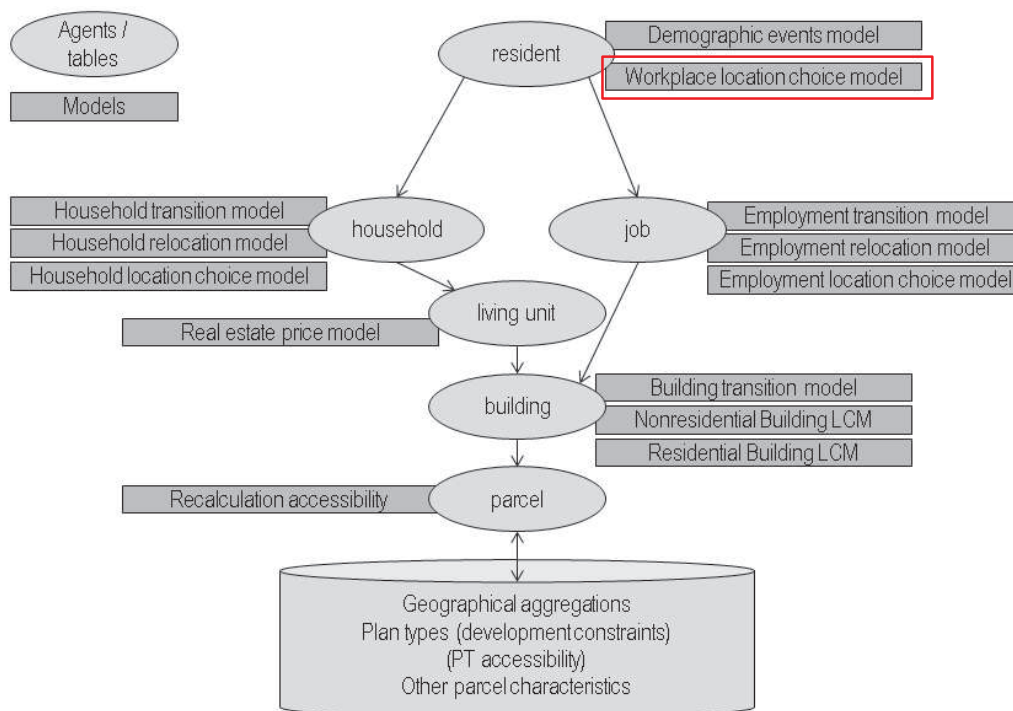 Agents /
tables
Models
resident
Demographic events model
Workplace location choice model
Household transition model
Household relocation model
Household location choice model
household
job
Employment transition model
Employment relocation model
Employment location choice model
living unit
Real estate price model
building
Building transition model
Nonresidential Building LCM
Residential Building LCM
Recalculation accessibility
parcel
Geographical aggregations
Plan types (development constraints)
(PT accessibility)
Other parcel characteristics